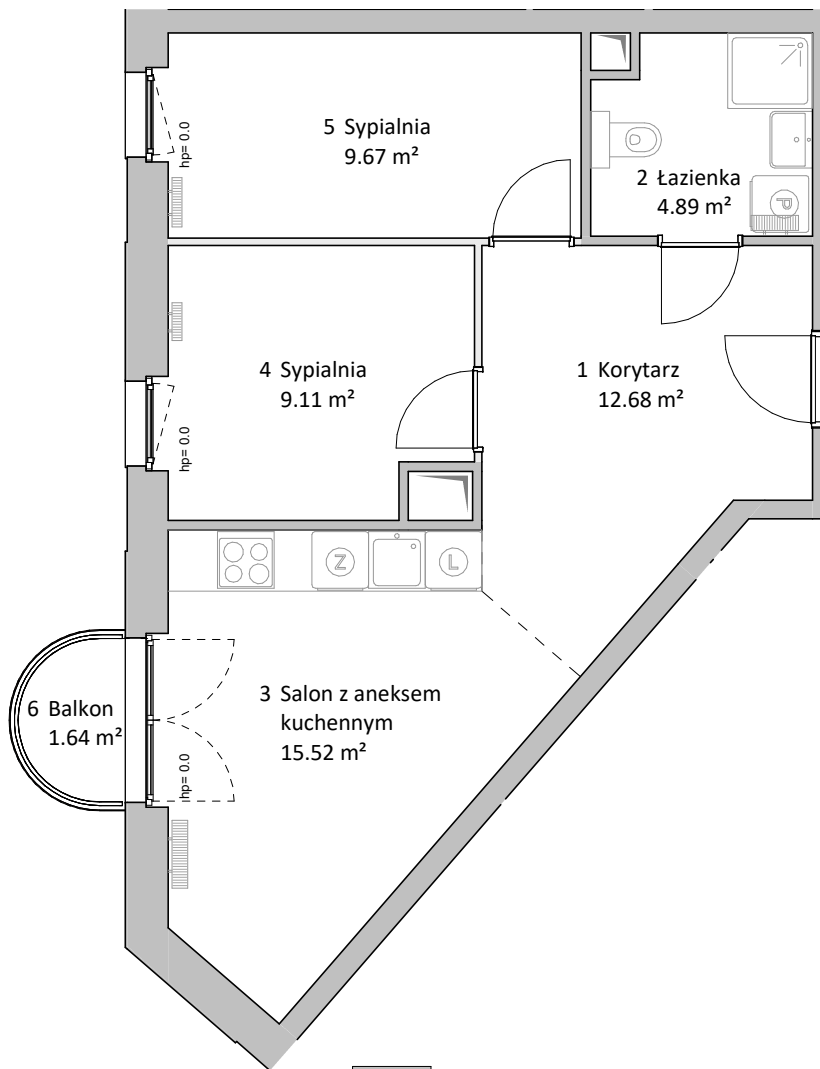 5 Sypialnia
9.67 m²
hp= 0.0
2 Łazienka
4.89 m²
P
4 Sypialnia
9.11 m²
hp= 0.0
1 Korytarz
12.68 m²
Z
L
6 Balkon
1.64 m²
3 Salon z aneksem
kuchennym
15.52 m²
hp= 0.0